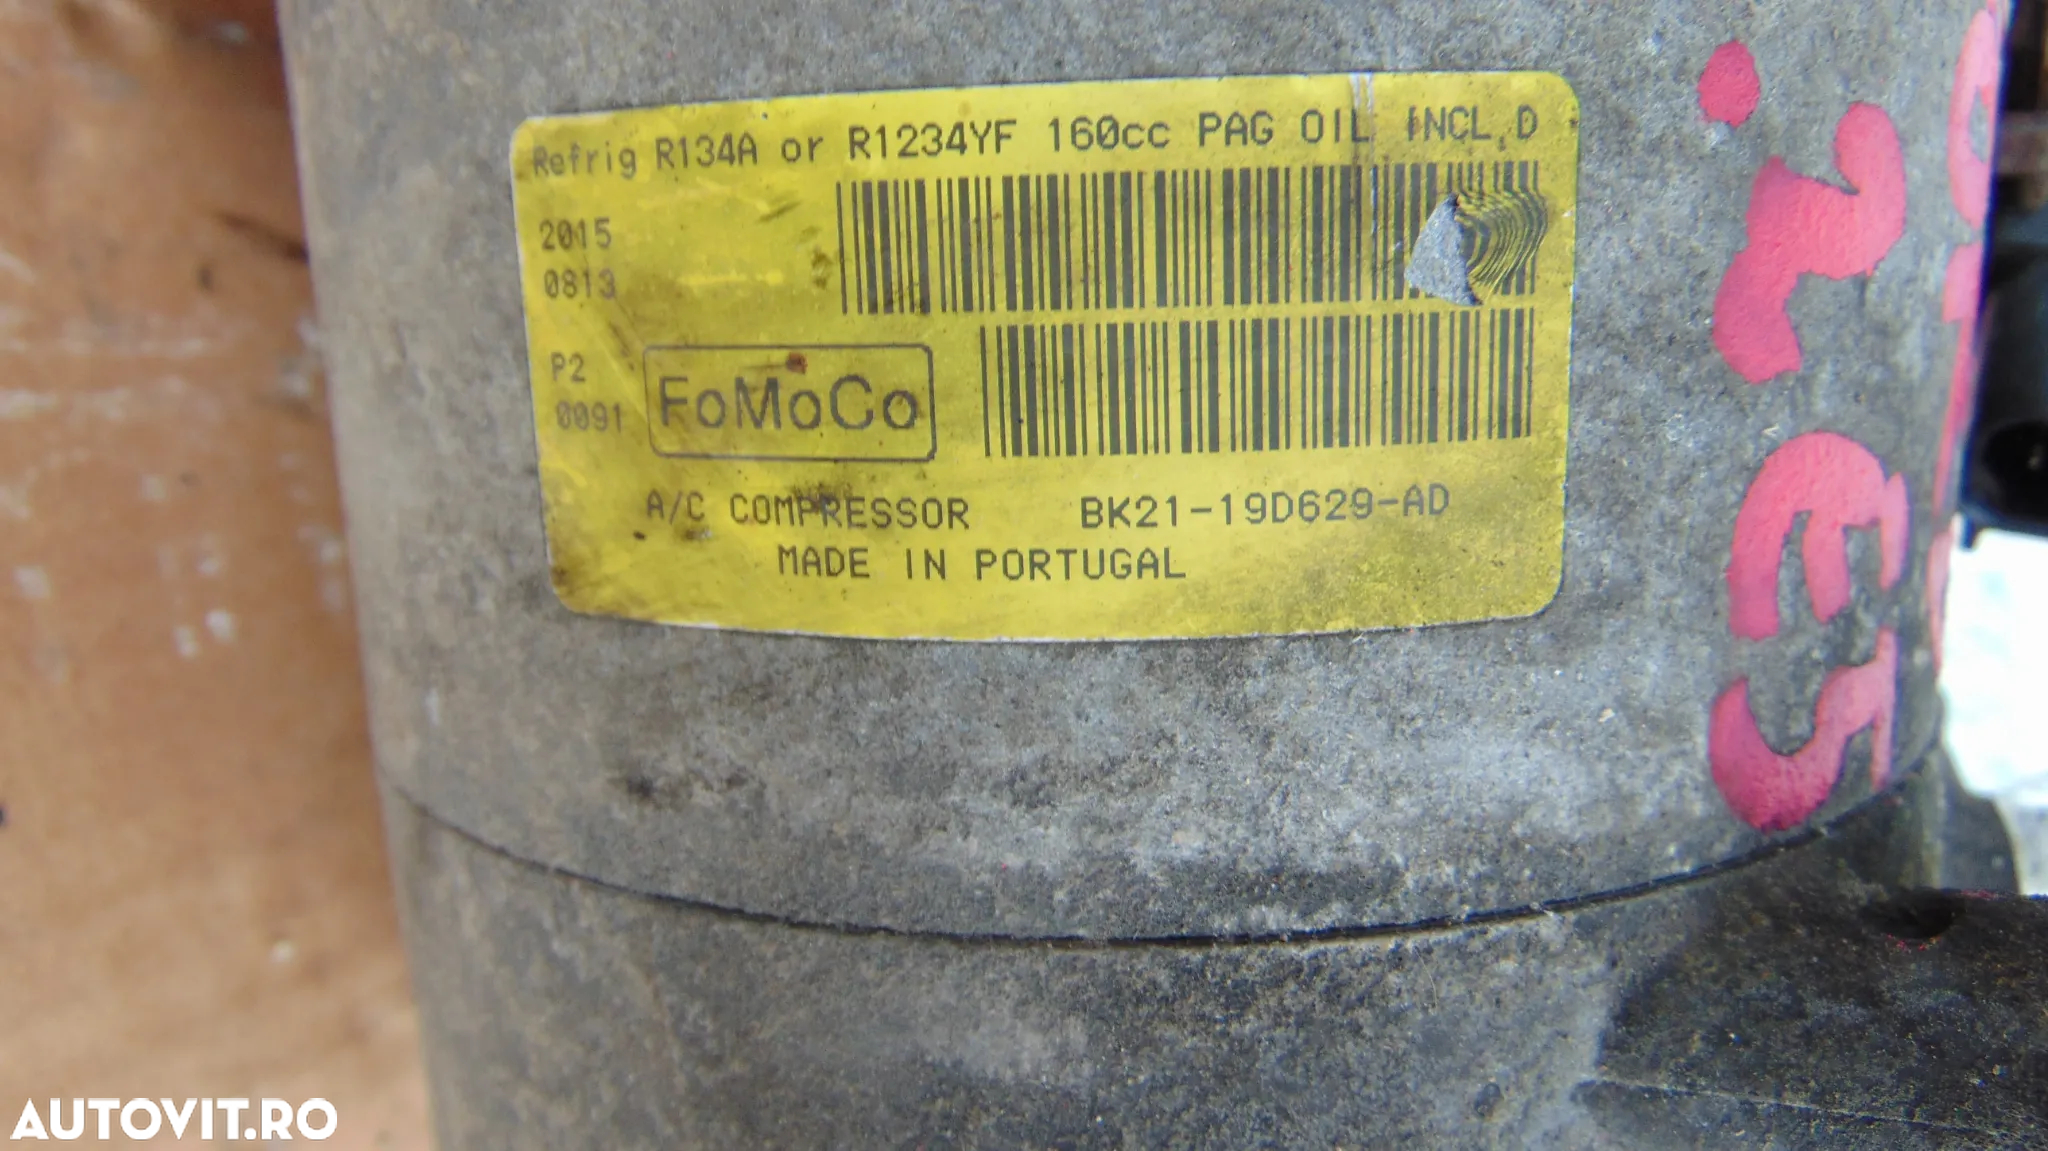 Refrig R134A or R1234YF 160cc PAG OIL INCL.D
2015
0813
P2
0091
FoMoCo
A/C COMPRESSOR BK21-19D629-AD
MADE IN PORTUGAL
AUTOVIT.RO